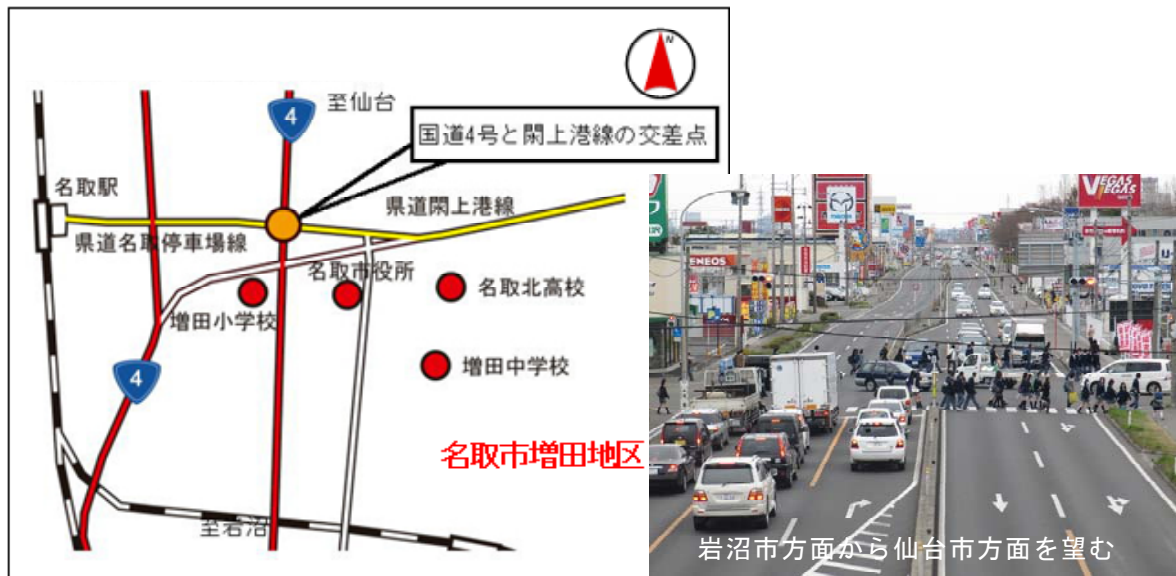 N
4
至仙台
国道4号と閖上港線の交差点
名取駅
県道閖上港線
県道名取停車場線
名取市役所
名取北高校
増田小学校
増田中学校
4
名取市増田地区
至岩沼
VEGAS
VEGAS
mazda
ENEOS
岩沼市方面から仙台市方面を望む